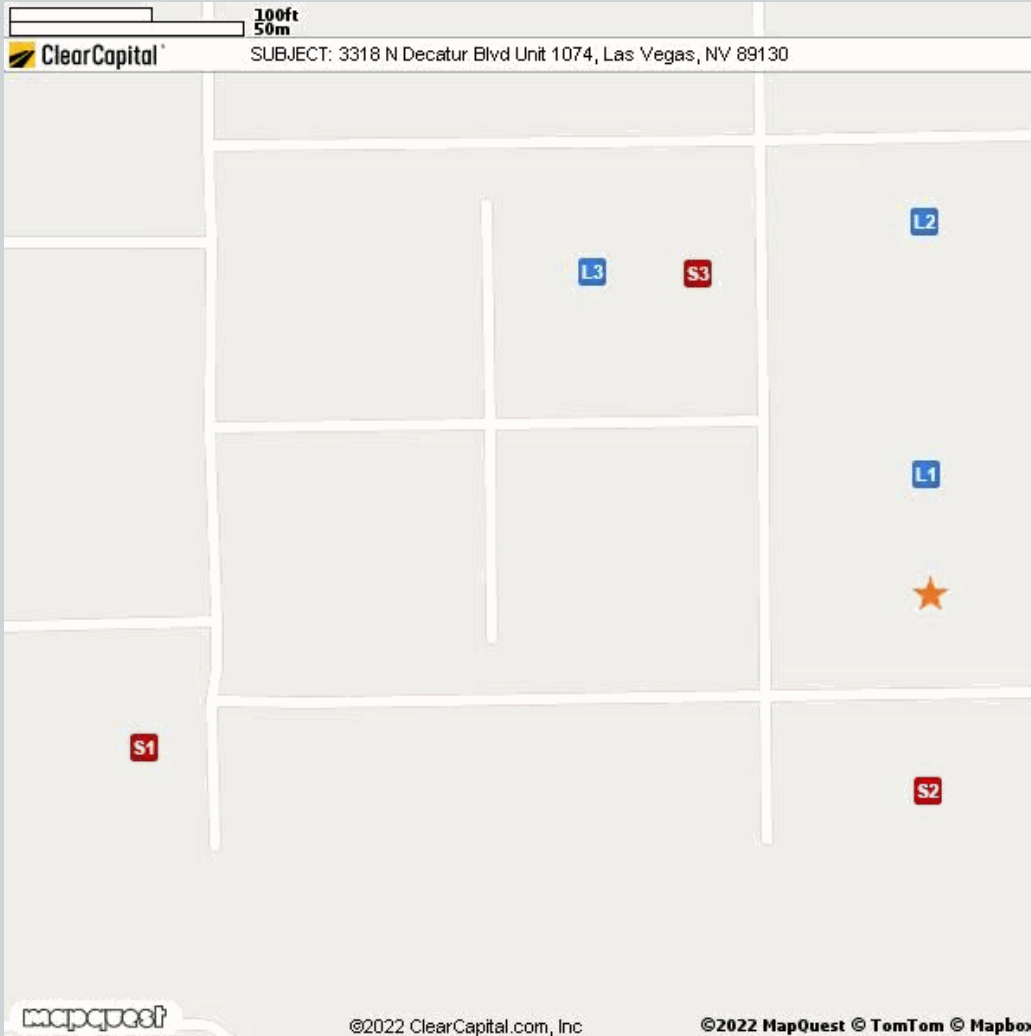 100ft
50m
ClearCapital SUBJECT: 3318 N Decatur Blvd Unit 1074, Las Vegas, NV 89130
L2
L3 S3
L1
S1
S2
mapquest ©2022 ClearCapital.com, Inc ©2022 MapQuest © TomTom © Mapbox